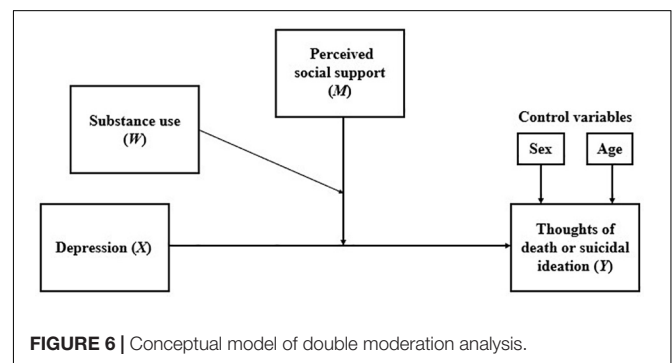 Perceived
social support
(M)
Substance use
(W)
Control variables
Sex
Age
Depression (X)
Thoughts of
death or suicidal
ideation (Y)
FIGURE 6 | Conceptual model of double moderation analysis.